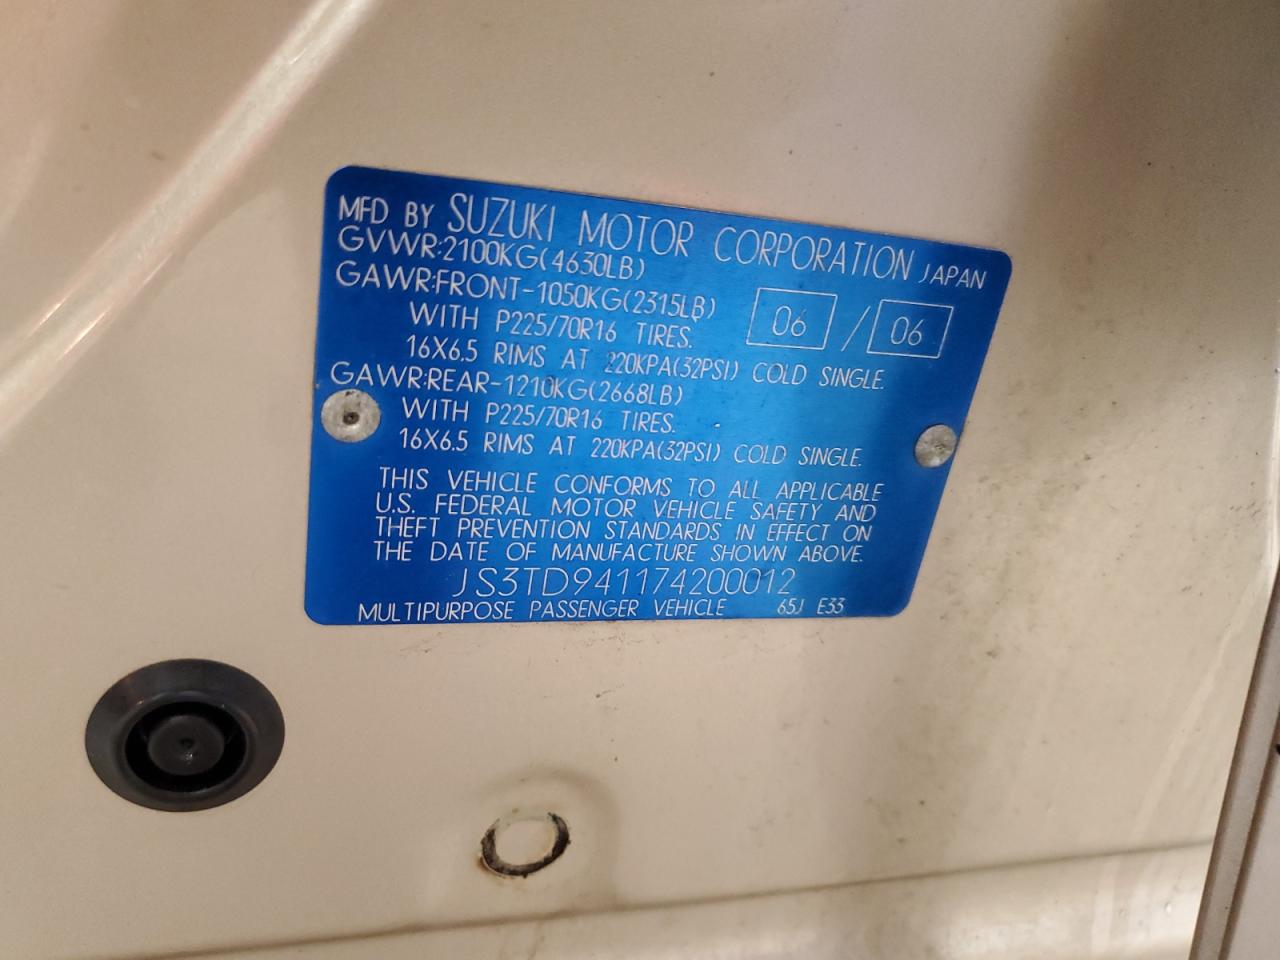 MFD BY SUZUKI MOTOR CORPORATION JAPAN
GVWR:2100KG(4630LB)
GAWR:FRONT-1050KG(2315LB) 06 / 06
WITH P225/70R16 TIRES.
16X6.5 RIMS AT 220KPA(32PSI) COLD SINGLE.
GAWR:REAR-1210KG(2668LB)
WITH P225/70R16 TIRES.
16X6.5 RIMS AT 220KPA(32PSI) COLD SINGLE.
THIS VEHICLE CONFORMS TO ALL APPLICABLE
U.S. FEDERAL MOTOR VEHICLE SAFETY AND
THEFT PREVENTION STANDARDS IN EFFECT ON
THE DATE OF MANUFACTURE SHOWN ABOVE.
JS3TD941174200012
MULTIPURPOSE PASSENGER VEHICLE 65J E33